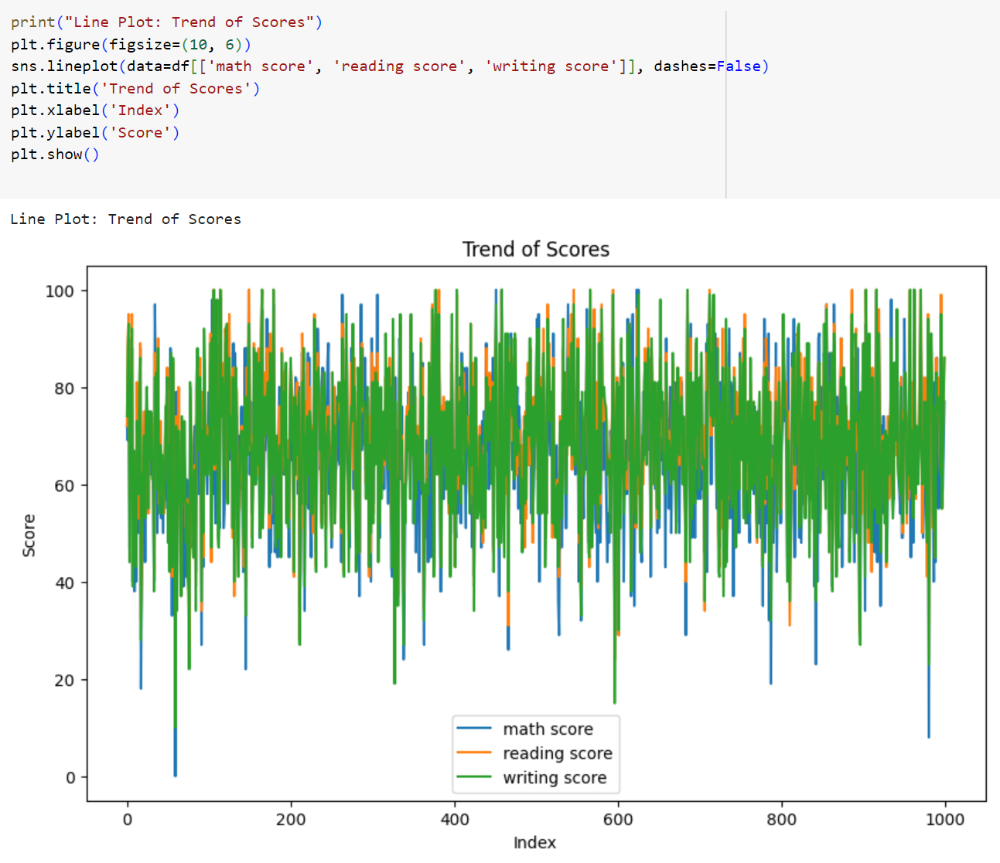 print("Line Plot: Trend of Scores")
plt.figure(figsize=(10, 6))
sns.lineplot(data=df[['math score', 'reading score', 'writing score']], dashes=False)
plt.title('Trend of Scores')
plt.xlabel('Index')
plt.ylabel('Score')
plt.show()
Line Plot: Trend of Scores
Trend of Scores
100
80
60
40
20
0
Score
math score
reading score
writing score
0 200 400 600 800 1000
Index